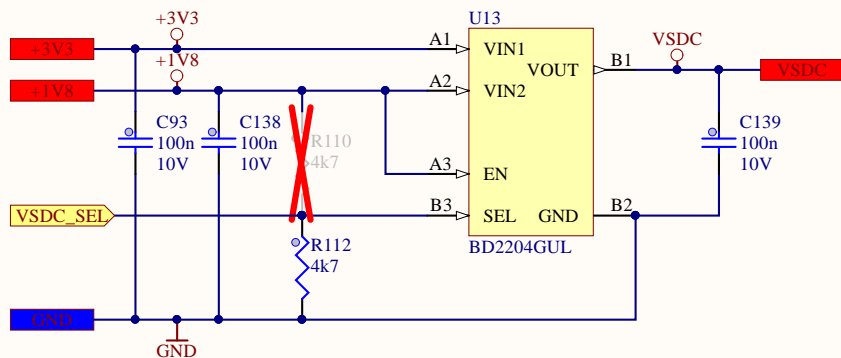 U13
+3V3
+3V3
A1
VIN1
VSDC
+1V8
B1
VOUT
VSDC
+1V8
A2
VIN2
C93
100n
10V
C138
100n
10V
R110
4k7
C139
100n
10V
A3
EN
VSDC_SEL
B3
SEL
GND
B2
R112
4k7
BD2204GUL
GND
GND